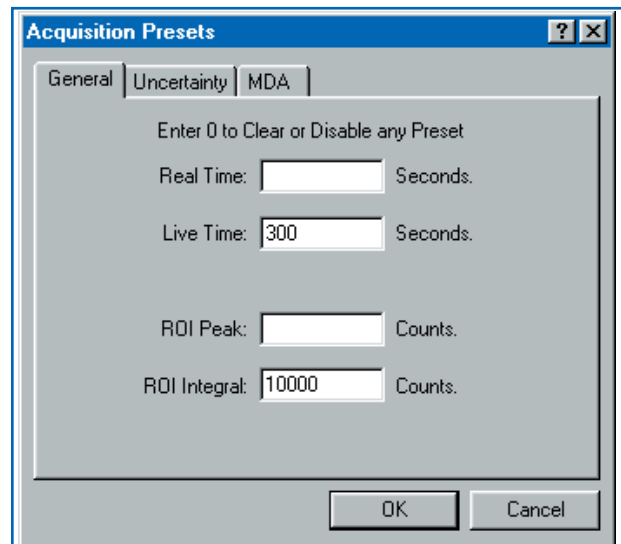 Acquisition Presets
General Uncertainty MDA
Enter 0 to Clear or Disable any Preset
Real Time: Seconds.
Live Time: 300 Seconds.
ROI Peak: Counts.
ROI Integral: 10000 Counts.
OK Cancel